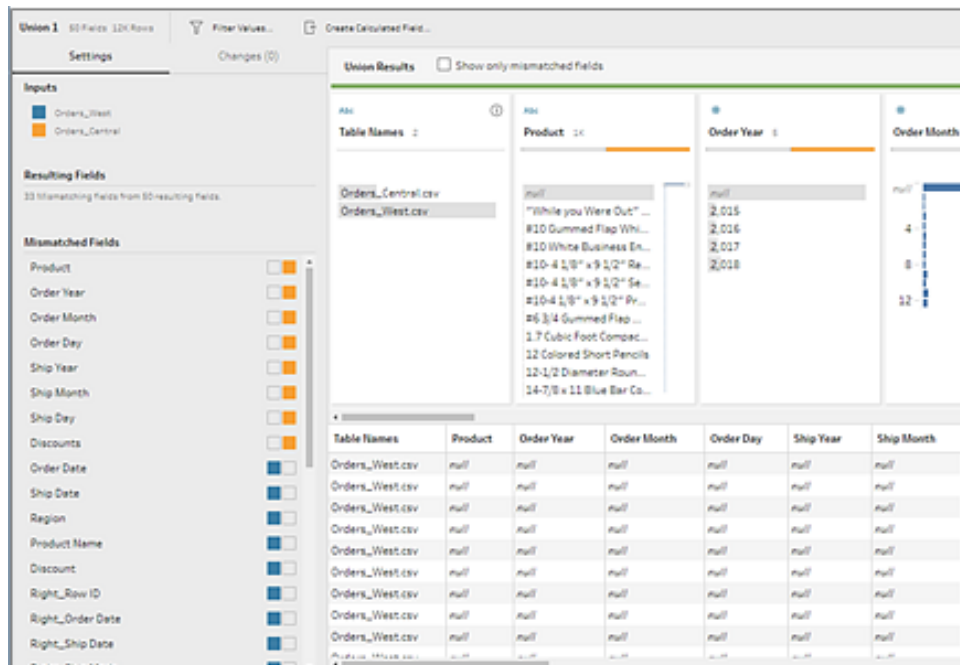 Union 1 50 Fields 12K Rows Filter Values... Create Calculated Field...
Settings Changes (0)
Union Results Show only mismatched fields
Inputs
Orders_West
Orders_Central
Resulting Fields
33 Mismatching fields from 50 resulting fields.
Mismatched Fields
Product
Order Year
Order Month
Order Day
Ship Year
Ship Month
Ship Day
Discounts
Order Date
Ship Date
Region
Product Name
Discount
Right_Row ID
Right_Order Date
Right_Ship Date
Abc
Table Names 2
Orders_Central.csv
Orders_West.csv
Abc
Product 1K
null
"While you Were Out" ...
#10 Gummed Flap Whi...
#10 White Business En...
#10-4 1/8" x 9 1/2" Re...
#10-4 1/8" x 9 1/2" Se...
#10-4 1/8" x 9 1/2" Pr...
#6 3/4 Gummed Flap ...
1.7 Cubic Foot Compac...
12 Colored Short Pencils
12-1/2 Diameter Roun...
14-7/8 x 11 Blue Bar Co...
Order Year
null
2,015
2,016
2,017
2,018
Order Month
null
4
8
12
Table Names Product Order Year Order Month Order Day Ship Year Ship Month
Orders_West.csv null null null null null null
Orders_West.csv null null null null null null
Orders_West.csv null null null null null null
Orders_West.csv null null null null null null
Orders_West.csv null null null null null null
Orders_West.csv null null null null null null
Orders_West.csv null null null null null null
Orders_West.csv null null null null null null
Orders_West.csv null null null null null null